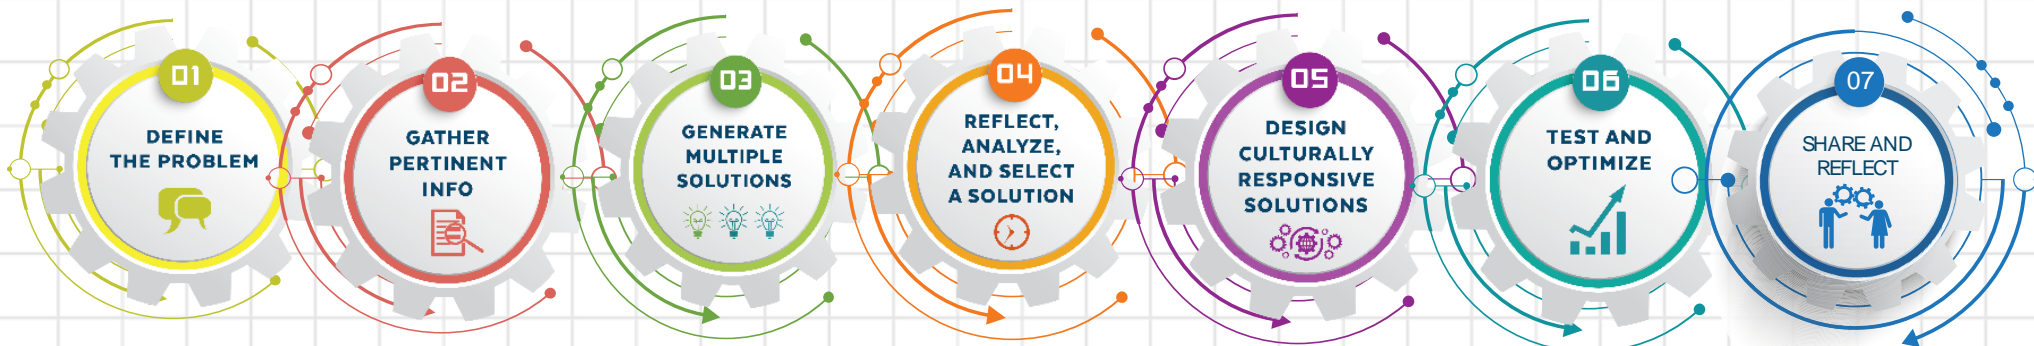 01
DEFINE
THE PROBLEM
02
GATHER
PERTINENT
INFO
03
GENERATE
MULTIPLE
SOLUTIONS
04
REFLECT,
ANALYZE,
AND SELECT
A SOLUTION
05
DESIGN
CULTURALLY
RESPONSIVE
SOLUTIONS
06
TEST AND
OPTIMIZE
07
SHARE AND
REFLECT